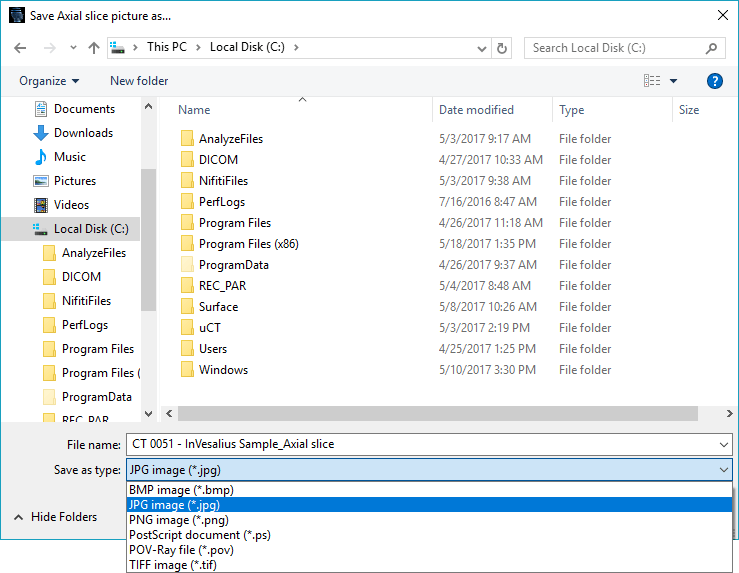 Save Axial slice picture as...
This PC > Local Disk (C:) >
Search Local Disk (C:)
Organize
New folder
?
Documents
Downloads
Music
Pictures
Videos
Local Disk (C:)
AnalyzeFiles
DICOM
NifitiFiles
PerfLogs
Program Files
Program Files (
ProgramData
REC_PAR
Name Date modified Type Size
AnalyzeFiles 5/3/2017 9:17 AM File folder
DICOM 4/27/2017 10:33 AM File folder
NifitiFiles 5/3/2017 9:38 AM File folder
PerfLogs 7/16/2016 8:47 AM File folder
Program Files 4/26/2017 11:18 AM File folder
Program Files (x86) 5/18/2017 1:35 PM File folder
ProgramData 4/26/2017 9:37 AM File folder
REC_PAR 5/4/2017 8:48 AM File folder
Surface 5/8/2017 10:26 AM File folder
uCT 5/3/2017 2:19 PM File folder
Users 4/25/2017 1:25 PM File folder
Windows 5/10/2017 3:30 PM File folder
File name: CT 0051 - InVesalius Sample_Axial slice
Save as type: JPG image (*.jpg)
BMP image (*.bmp)
JPG image (*.jpg)
PNG image (*.png)
PostScript document (*.ps)
POV-Ray file (*.pov)
TIFF image (*.tif)
Hide Folders